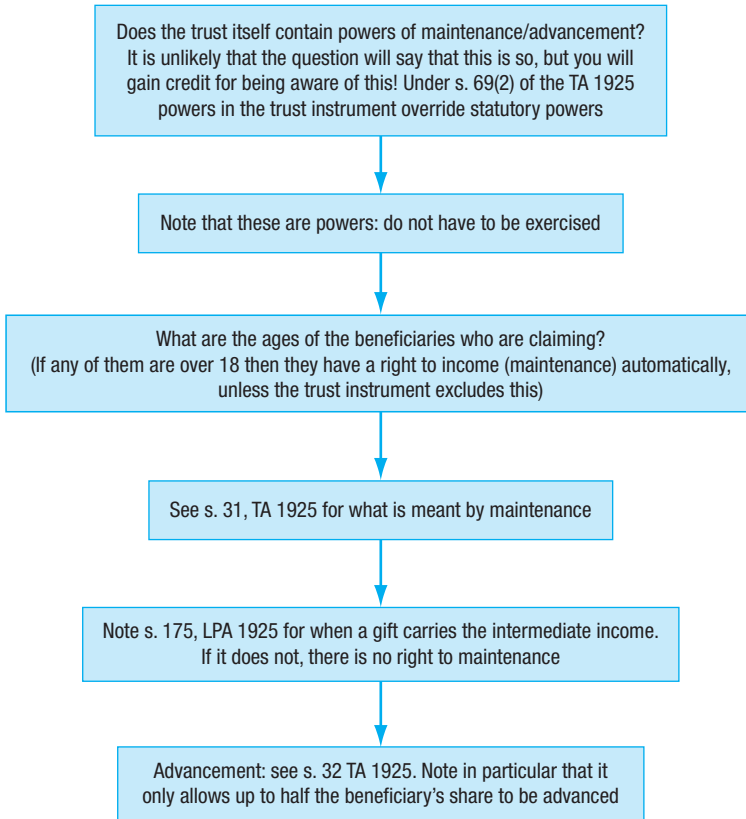 Does the trust itself contain powers of maintenance/advancement?
It is unlikely that the question will say that this is so, but you will
gain credit for being aware of this! Under s. 69(2) of the TA 1925
powers in the trust instrument override statutory powers
Note that these are powers: do not have to be exercised
What are the ages of the beneficiaries who are claiming?
(If any of them are over 18 then they have a right to income (maintenance) automatically,
unless the trust instrument excludes this)
See s. 31, TA 1925 for what is meant by maintenance
Note s. 175, LPA 1925 for when a gift carries the intermediate income.
If it does not, there is no right to maintenance
Advancement: see s. 32 TA 1925. Note in particular that it
only allows up to half the beneficiary’s share to be advanced